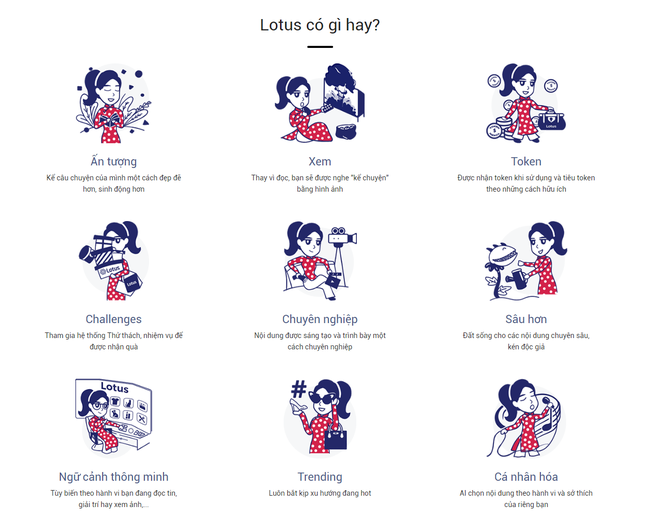 Lotus có gì hay?
Ấn tượng
Kể câu chuyện của mình một cách đẹp đẽ
hơn, sinh động hơn
Xem
Thay vì đọc, bạn sẽ được nghe "kể chuyện"
bằng hình ảnh
Token
Được nhận token khi sử dụng và tiêu token
theo những cách hữu ích
Lotus
Lotus
Challenges
Tham gia hệ thống Thử thách, nhiệm vụ để
được nhận quà
Chuyên nghiệp
Nội dung được sáng tạo và trình bày một
cách chuyên nghiệp
Sâu hơn
Đất sống cho các nội dung chuyên sâu,
kén độc giả
Lotus
#
Ngữ cảnh thông minh
Tùy biến theo hành vi bạn đang đọc tin,
giải trí hay xem ảnh,...
Trending
Luôn bắt kịp xu hướng đang hot
Cá nhân hóa
AI chọn nội dung theo hành vi và sở thích
của riêng bạn